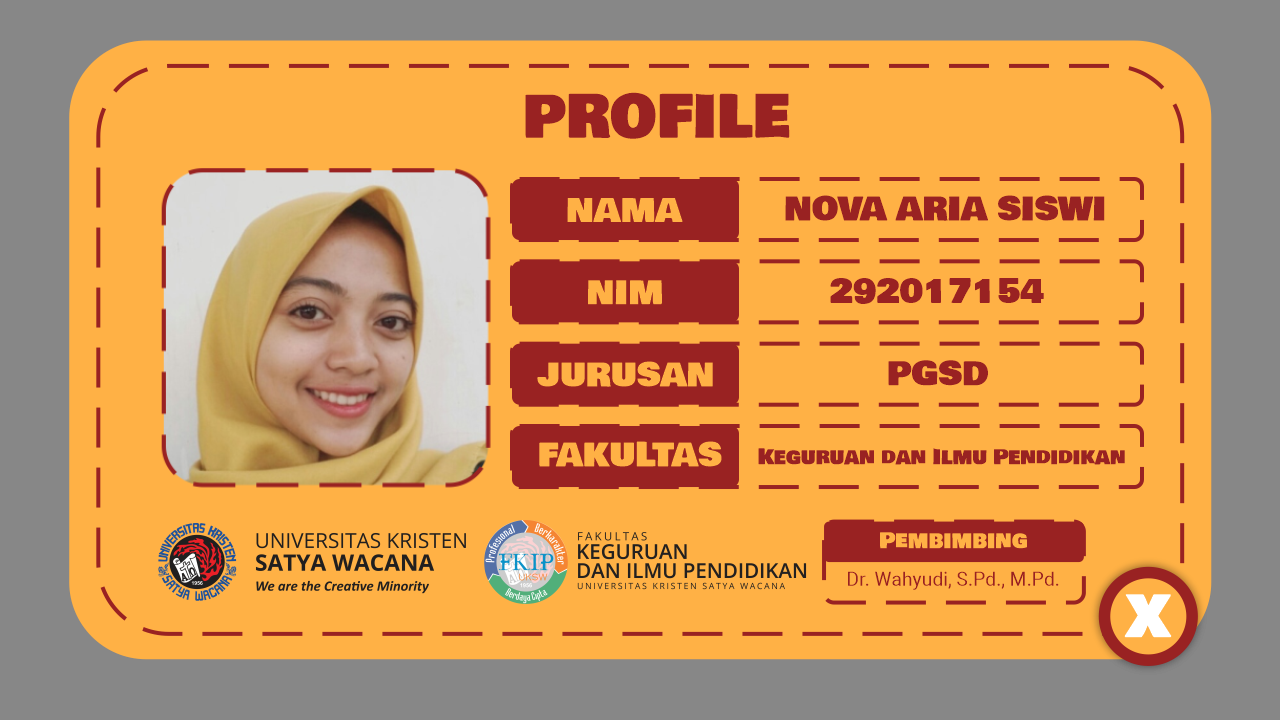 PROFILE
NAMA
NOVA ARIA SISWI
NIM
292017154
JURUSAN
PGSD
FAKULTAS
KEGURUAN DAN ILMU PENDIDIKAN
UNIVERSITAS KRISTEN
SATYA WACANA
1956
UNIVERSITAS KRISTEN
SATYA WACANA
We are the Creative Minority
Profesional
Berkarakter
FKIP
UKSW
1956
Berdaya Cipta
FAKULTAS
KEGURUAN
DAN ILMU PENDIDIKAN
UNIVERSITAS KRISTEN SATYA WACANA
PEMBIMBING
Dr. Wahyudi, S.Pd., M.Pd.
X